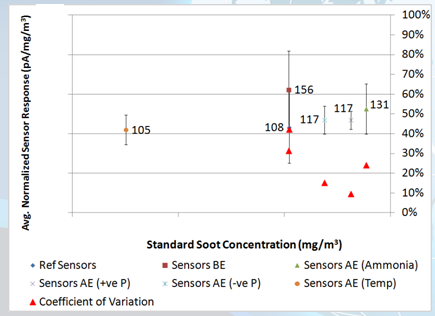 100%
90%
80%
70%
60%
50%
40%
30%
20%
10%
0%
Avg. Normalized Sensor Response (pA/mg/m³)
105
108
156
117
117
131
Standard Soot Concentration (mg/m³)
Ref Sensors
Sensors BE
Sensors AE (Ammonia)
Sensors AE (+ve P)
Sensors AE (-ve P)
Sensors AE (Temp)
Coefficient of Variation